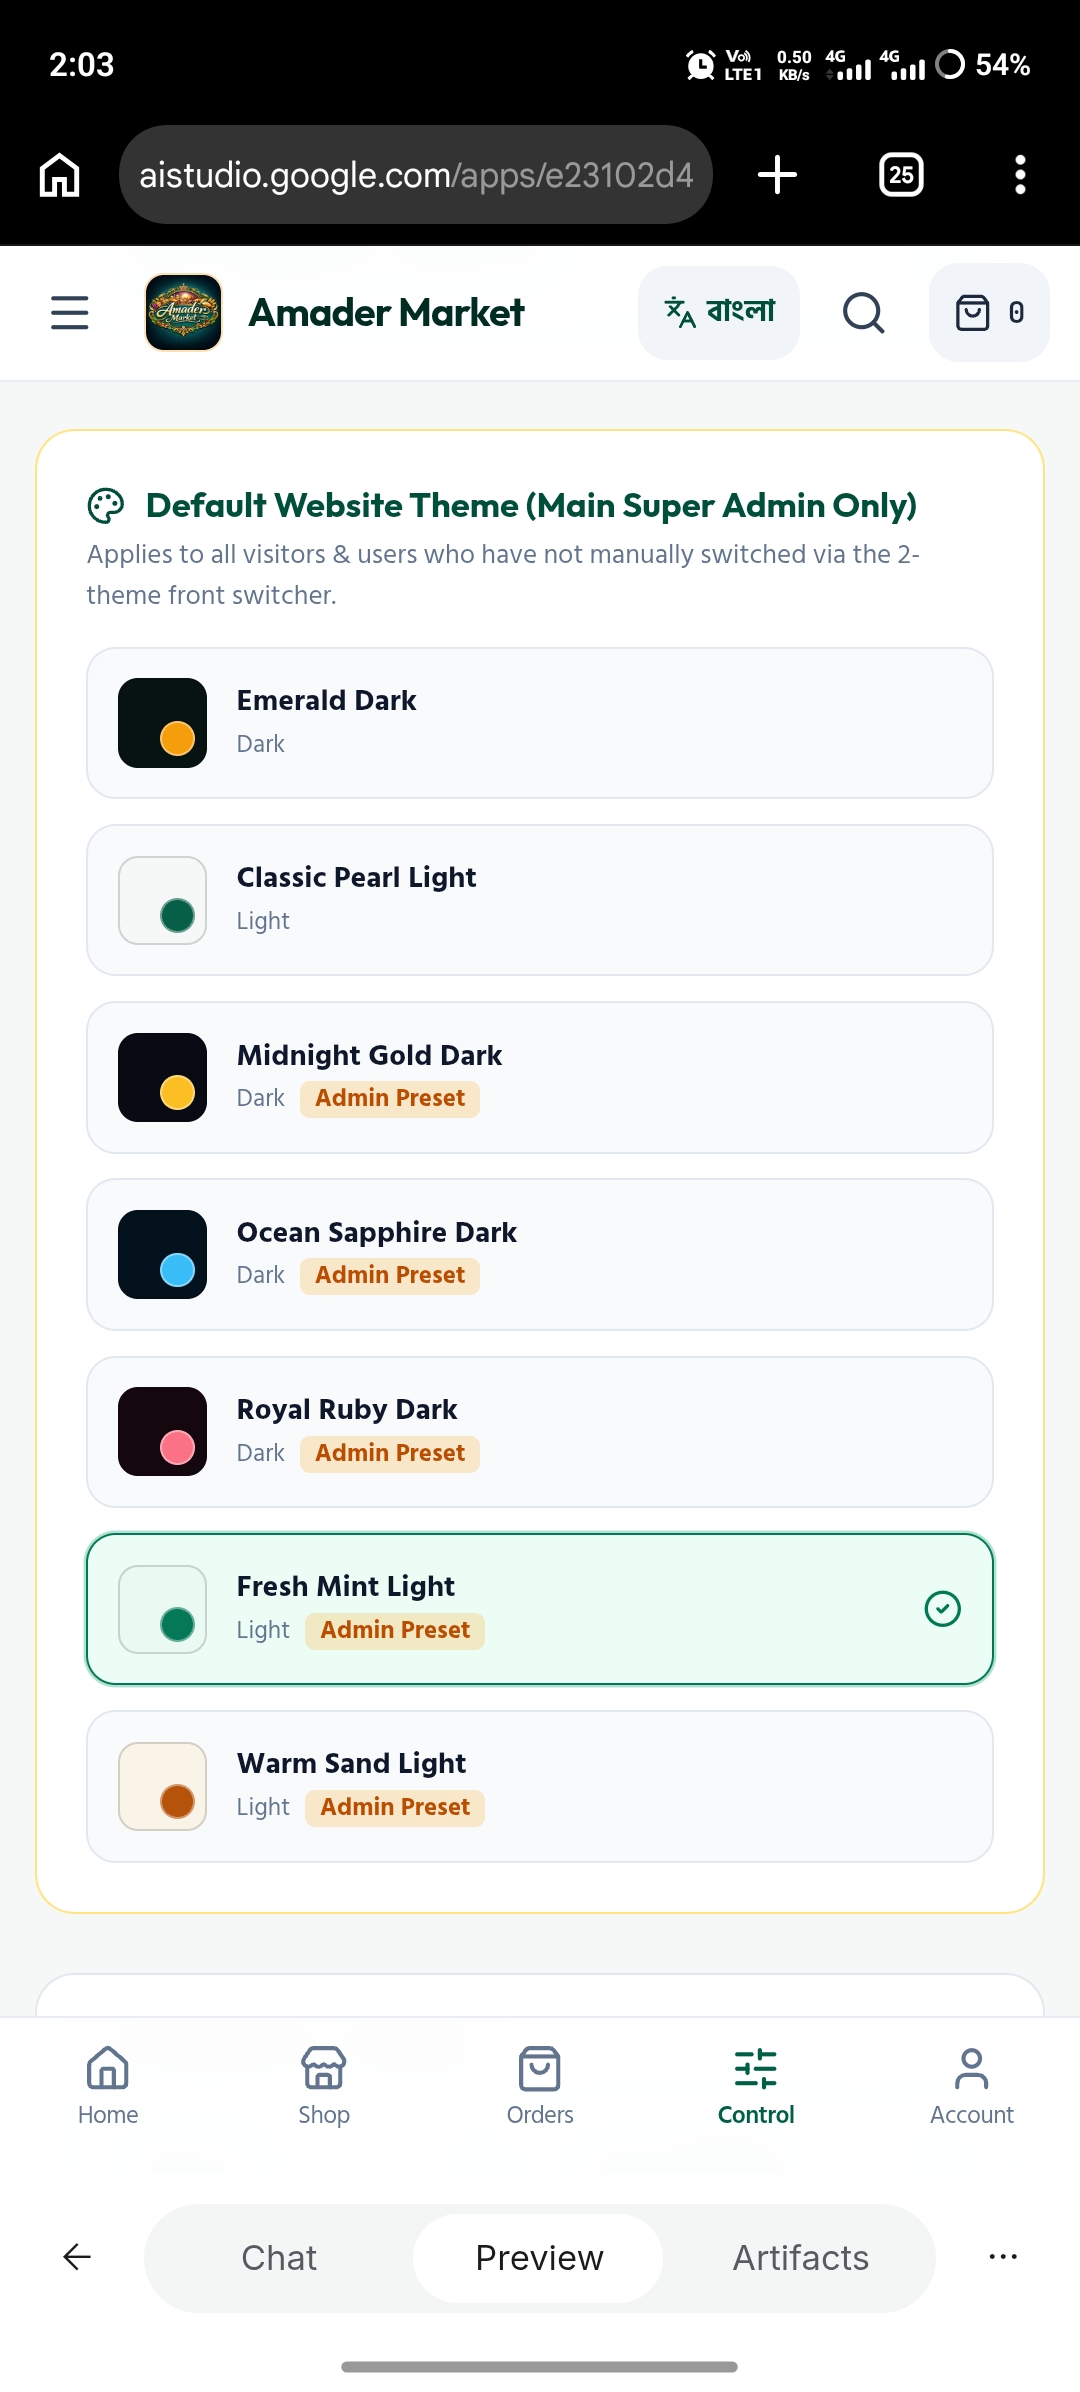 2:03
Vo)) LTE1
0.50 KB/s
4G
4G
54%
aistudio.google.com/apps/e23102d4
25
Amader Market
Amader Market
বাংলা
0
Default Website Theme (Main Super Admin Only)
Applies to all visitors & users who have not manually switched via the 2-
theme front switcher.
Emerald Dark
Dark
Classic Pearl Light
Light
Midnight Gold Dark
Dark Admin Preset
Ocean Sapphire Dark
Dark Admin Preset
Royal Ruby Dark
Dark Admin Preset
Fresh Mint Light
Light Admin Preset
Warm Sand Light
Light Admin Preset
Home Shop Orders Control Account
Chat Preview Artifacts